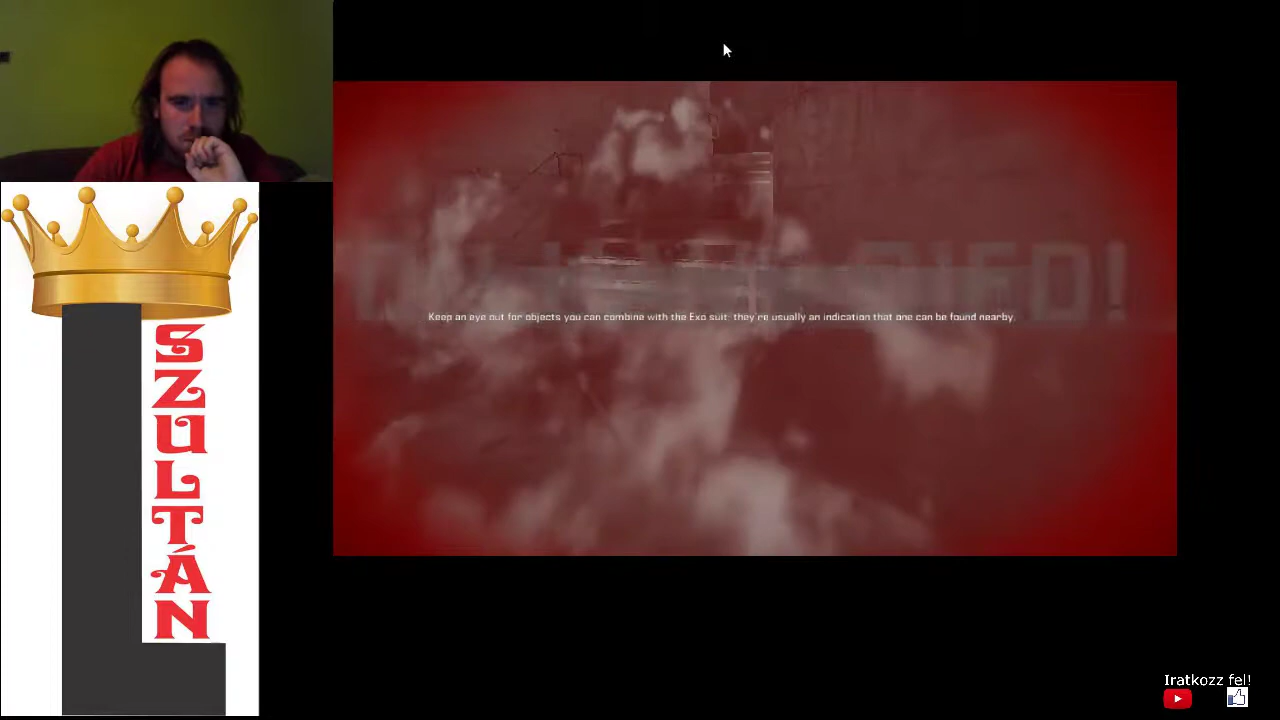 SZULTÁN
DIED!
Keep an eye out for objects you can combine with the Exo suit; they're usually an indication that one can be found nearby.
Iratkozz fel!